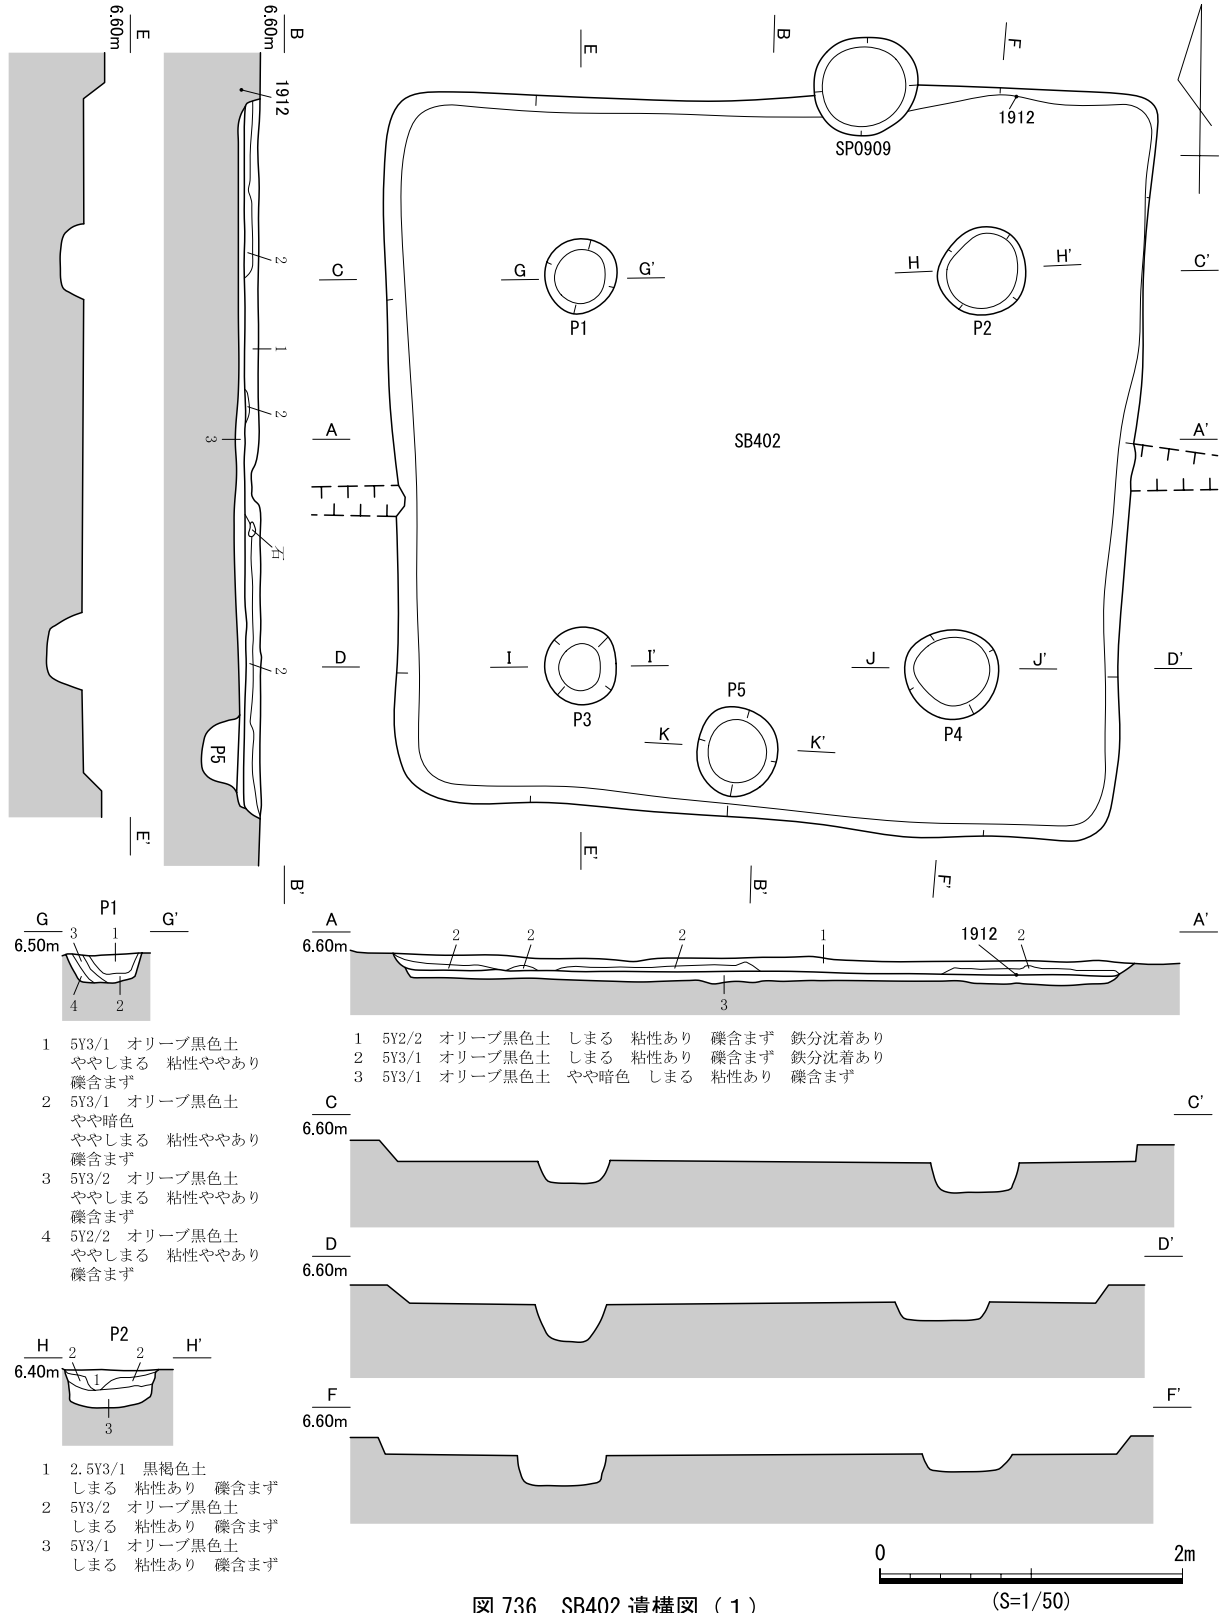 6.60m
E
6.60m
B
1912
2
1
2
3
石
2
P5
E'
B'
E
B
F
SP0909
1912
C
G
G'
P1
H
H'
P2
C'
A
SB402
A'
D
I
I'
P3
P5
K
K'
J
J'
P4
D'
E'
B'
F'
P1
G
G'
6.50m
3
1
4
2
1 5Y3/1 オリーブ黒色土
ややしまる 粘性ややあり
礫含まず
2 5Y3/1 オリーブ黒色土
やや暗色
ややしまる 粘性ややあり
礫含まず
3 5Y3/2 オリーブ黒色土
ややしまる 粘性ややあり
礫含まず
4 5Y2/2 オリーブ黒色土
ややしまる 粘性ややあり
礫含まず
P2
H
H'
6.40m
2
2
1
3
1 2.5Y3/1 黒褐色土
しまる 粘性あり 礫含まず
2 5Y3/2 オリーブ黒色土
しまる 粘性あり 礫含まず
3 5Y3/1 オリーブ黒色土
しまる 粘性あり 礫含まず
A
A'
6.60m
2
2
2
1
1912
2
3
1 5Y2/2 オリーブ黒色土 しまる 粘性あり 礫含まず 鉄分沈着あり
2 5Y3/1 オリーブ黒色土 しまる 粘性あり 礫含まず 鉄分沈着あり
3 5Y3/1 オリーブ黒色土 やや暗色 しまる 粘性あり 礫含まず
C
C'
6.60m
D
D'
6.60m
F
F'
6.60m
0
2m
(S=1/50)
図 736 SB402 遺構図(1)